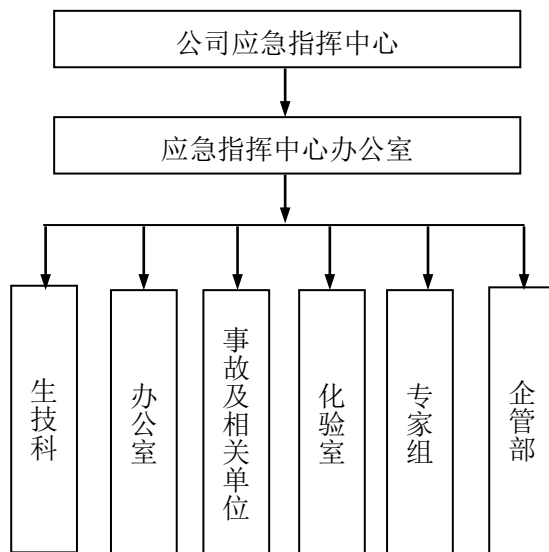 公司应急指挥中心
应急指挥中心办公室
生技科
办公室
事故及相关单位
化验室
专家组
企管部